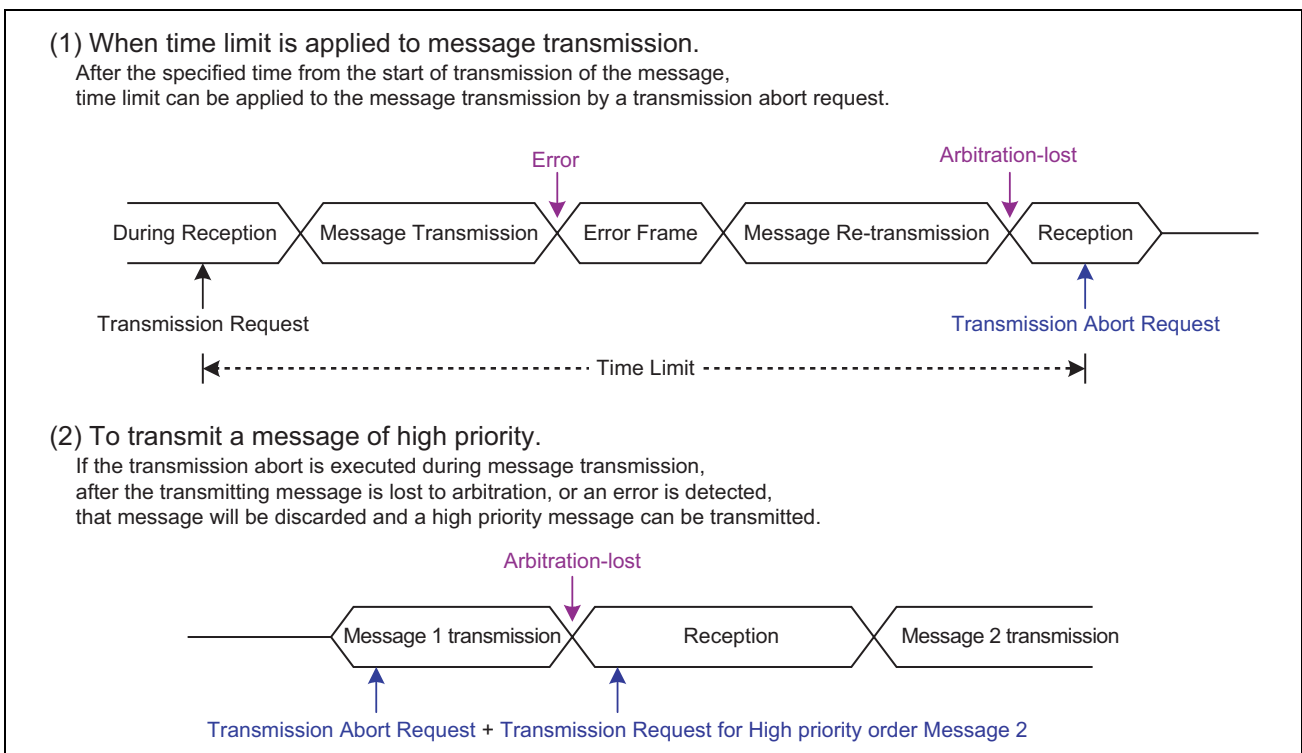 (1) When time limit is applied to message transmission.
After the specified time from the start of transmission of the message,
time limit can be applied to the message transmission by a transmission abort request.
Error
Arbitration-lost
During Reception
Message Transmission
Error Frame
Message Re-transmission
Reception
Transmission Request
Transmission Abort Request
Time Limit
(2) To transmit a message of high priority.
If the transmission abort is executed during message transmission,
after the transmitting message is lost to arbitration, or an error is detected,
that message will be discarded and a high priority message can be transmitted.
Arbitration-lost
Message 1 transmission
Reception
Message 2 transmission
Transmission Abort Request + Transmission Request for High priority order Message 2